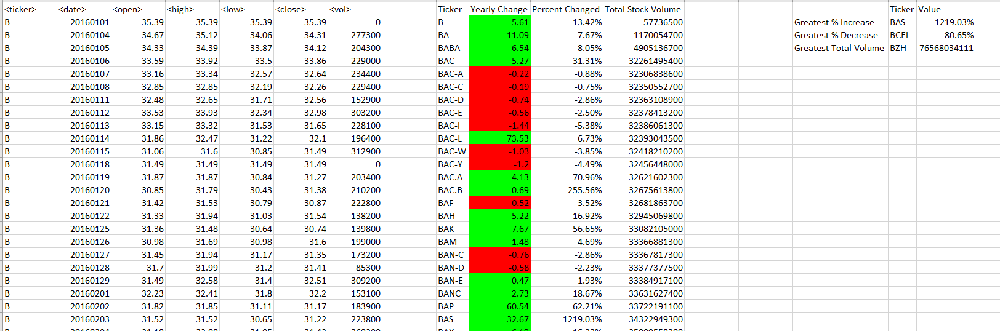 <ticker> <date> <open> <high> <low> <close> <vol> Ticker Yearly Change Percent Changed Total Stock Volume Ticker Value
B 20160101 35.39 35.39 35.39 35.39 0 B 5.61 13.42% 57736500 Greatest % Increase BAS 1219.03%
B 20160104 34.67 35.12 34.06 34.31 277300 BA 11.09 7.67% 1170054700 Greatest % Decrease BCEI -80.65%
B 20160105 34.33 34.39 33.87 34.12 204300 BABA 6.54 8.05% 4905136700 Greatest Total Volume BZH 76568034111
B 20160106 33.59 33.92 33.5 33.86 229000 BAC 5.27 31.31% 32261495400
B 20160107 33.16 33.34 32.57 32.64 234400 BAC-A -0.22 -0.88% 32306838600
B 20160108 32.85 32.85 32.19 32.26 229400 BAC-C -0.19 -0.75% 32350552700
B 20160111 32.48 32.65 31.71 32.56 152900 BAC-D -0.74 -2.86% 32363108900
B 20160112 33.53 33.93 32.34 32.98 303200 BAC-E -0.56 -2.50% 32378413200
B 20160113 33.15 33.32 31.53 31.65 228100 BAC-I -1.44 -5.38% 32386061300
B 20160114 31.86 32.47 31.22 32.1 196400 BAC-L 73.53 6.73% 32393043500
B 20160115 31.06 31.6 30.85 31.49 312900 BAC-W -1.03 -3.85% 32418210200
B 20160118 31.49 31.49 31.49 31.49 0 BAC-Y -1.2 -4.49% 32456448000
B 20160119 31.87 31.87 30.84 31.27 203400 BAC.A 4.13 70.96% 32621602300
B 20160120 30.85 31.79 30.43 31.38 210200 BAC.B 0.69 255.56% 32675613800
B 20160121 31.42 31.53 30.79 30.87 222800 BAF -0.52 -3.52% 32681863700
B 20160122 31.33 31.94 31.03 31.54 138200 BAH 5.22 16.92% 32945069800
B 20160125 31.36 31.48 30.64 30.74 139800 BAK 7.67 56.65% 33082105000
B 20160126 30.98 31.69 30.98 31.6 199000 BAM 1.48 4.69% 33366881300
B 20160127 31.45 31.94 31.17 31.35 173200 BAN-C -0.76 -2.86% 33367817300
B 20160128 31.7 31.99 31.2 31.41 85300 BAN-D -0.58 -2.23% 33377377500
B 20160129 31.49 32.58 31.4 32.51 309200 BAN-E 0.47 1.93% 33384917100
B 20160201 32.23 32.41 31.8 32.2 153100 BANC 2.73 18.67% 33631627400
B 20160202 31.82 31.85 31.11 31.17 183900 BAP 60.54 62.21% 33722191100
B 20160203 31.52 31.52 30.65 31.22 223800 BAS 32.67 1219.03% 34322949300